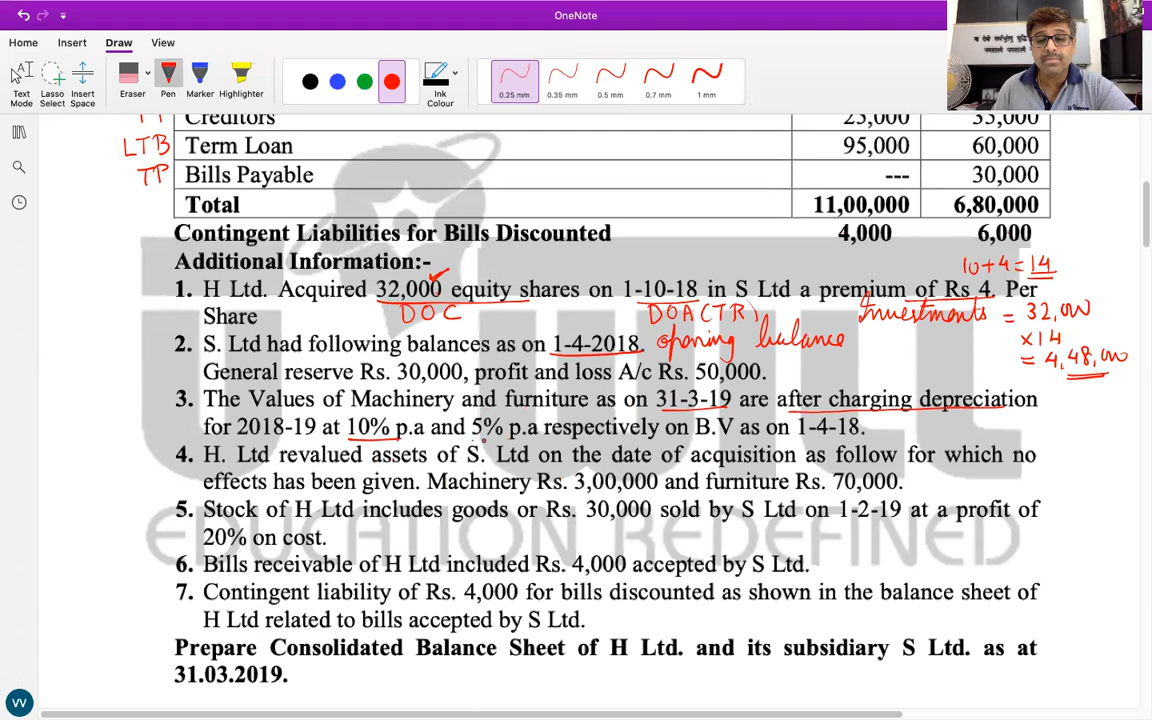 OneNote
Home Insert Draw View
Text Mode Lasso Select Insert Space Eraser Pen Marker Highlighter Ink Colour 0.25 mm 0.35 mm 0.5 mm 0.7 mm 1 mm
Creditors 25,000 35,000
LTB Term Loan 95,000 60,000
TP Bills Payable --- 30,000
Total 11,00,000 6,80,000
Contingent Liabilities for Bills Discounted 4,000 6,000
Additional Information:-
10+4 = 14
1. H Ltd. Acquired 32,000 equity shares on 1-10-18 in S Ltd a premium of Rs 4. Per
Share
DOC DOA (TR) Investments = 32,000
×14
= 4,48,000
2. S. Ltd had following balances as on 1-4-2018. opening balance
General reserve Rs. 30,000, profit and loss A/c Rs. 50,000.
3. The Values of Machinery and furniture as on 31-3-19 are after charging depreciation
for 2018-19 at 10% p.a and 5% p.a respectively on B.V as on 1-4-18.
4. H. Ltd revalued assets of S. Ltd on the date of acquisition as follow for which no
effects has been given. Machinery Rs. 3,00,000 and furniture Rs. 70,000.
5. Stock of H Ltd includes goods or Rs. 30,000 sold by S Ltd on 1-2-19 at a profit of
20% on cost.
6. Bills receivable of H Ltd included Rs. 4,000 accepted by S Ltd.
7. Contingent liability of Rs. 4,000 for bills discounted as shown in the balance sheet of
H Ltd related to bills accepted by S Ltd.
Prepare Consolidated Balance Sheet of H Ltd. and its subsidiary S Ltd. as at
31.03.2019.
EDUCATION REDEFINED
VV